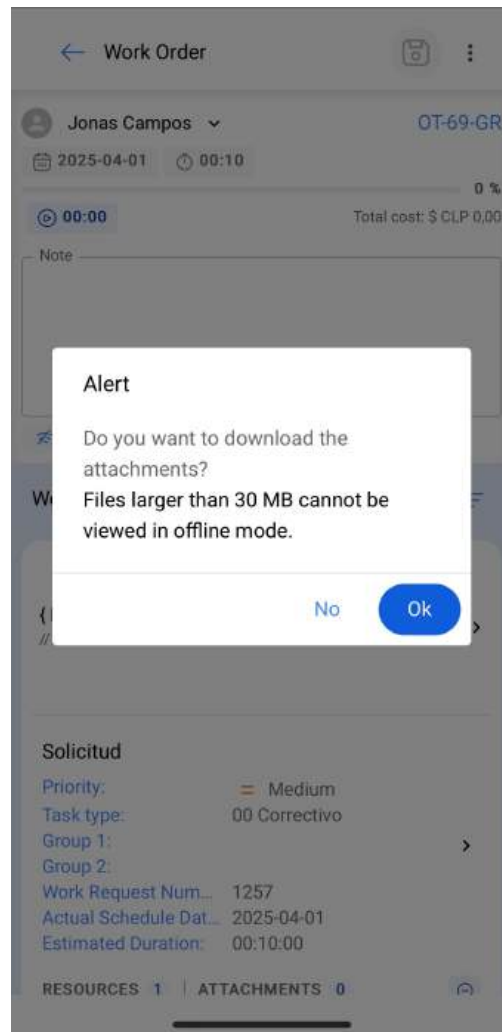 Work Order
Jonas Campos
OT-69-GR
2025-04-01 00:10
0 %
00:00
Total cost: $ CLP 0,00
Note
Alert
Do you want to download the
attachments?
Files larger than 30 MB cannot be
viewed in offline mode.
No Ok
{
//
Solicitud
Priority: = Medium
Task type: 00 Correctivo
Group 1:
Group 2:
Work Request Num... 1257
Actual Schedule Dat... 2025-04-01
Estimated Duration: 00:10:00
RESOURCES 1 | ATTACHMENTS 0